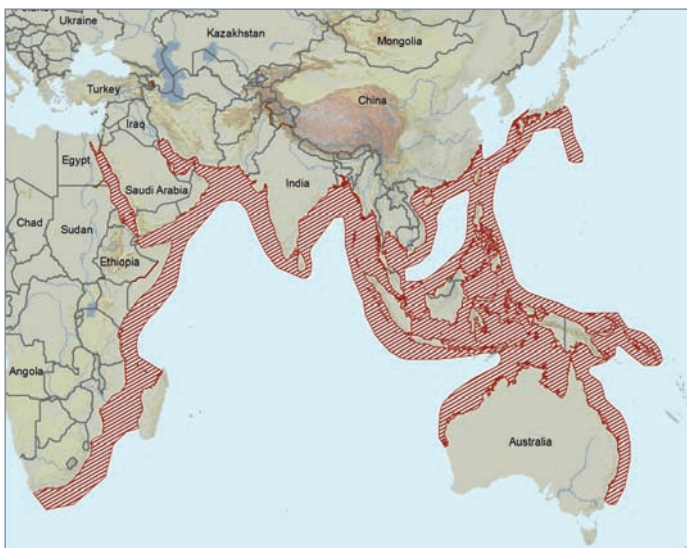 Ukraine
Kazakhstan
Mongolia
Turkey
China
Iraq
Egypt
Saudi Arabia
India
Chad
Sudan
Ethiopia
Angola
Australia